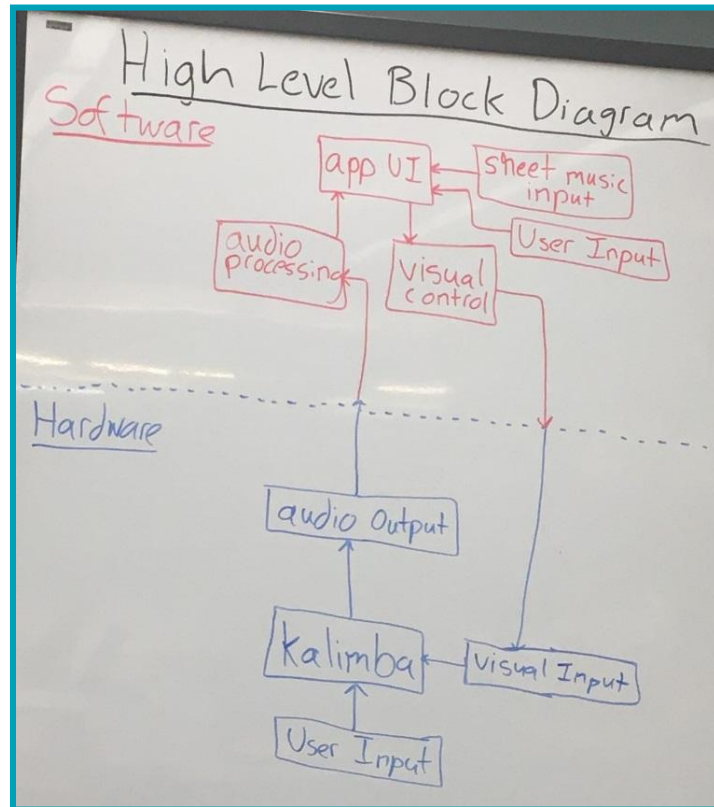 High Level Block Diagram
Software
app UI
sheet music
input
User Input
audio
processing
visual
control
Hardware
audio Output
Kalimba
Visual Input
User Input